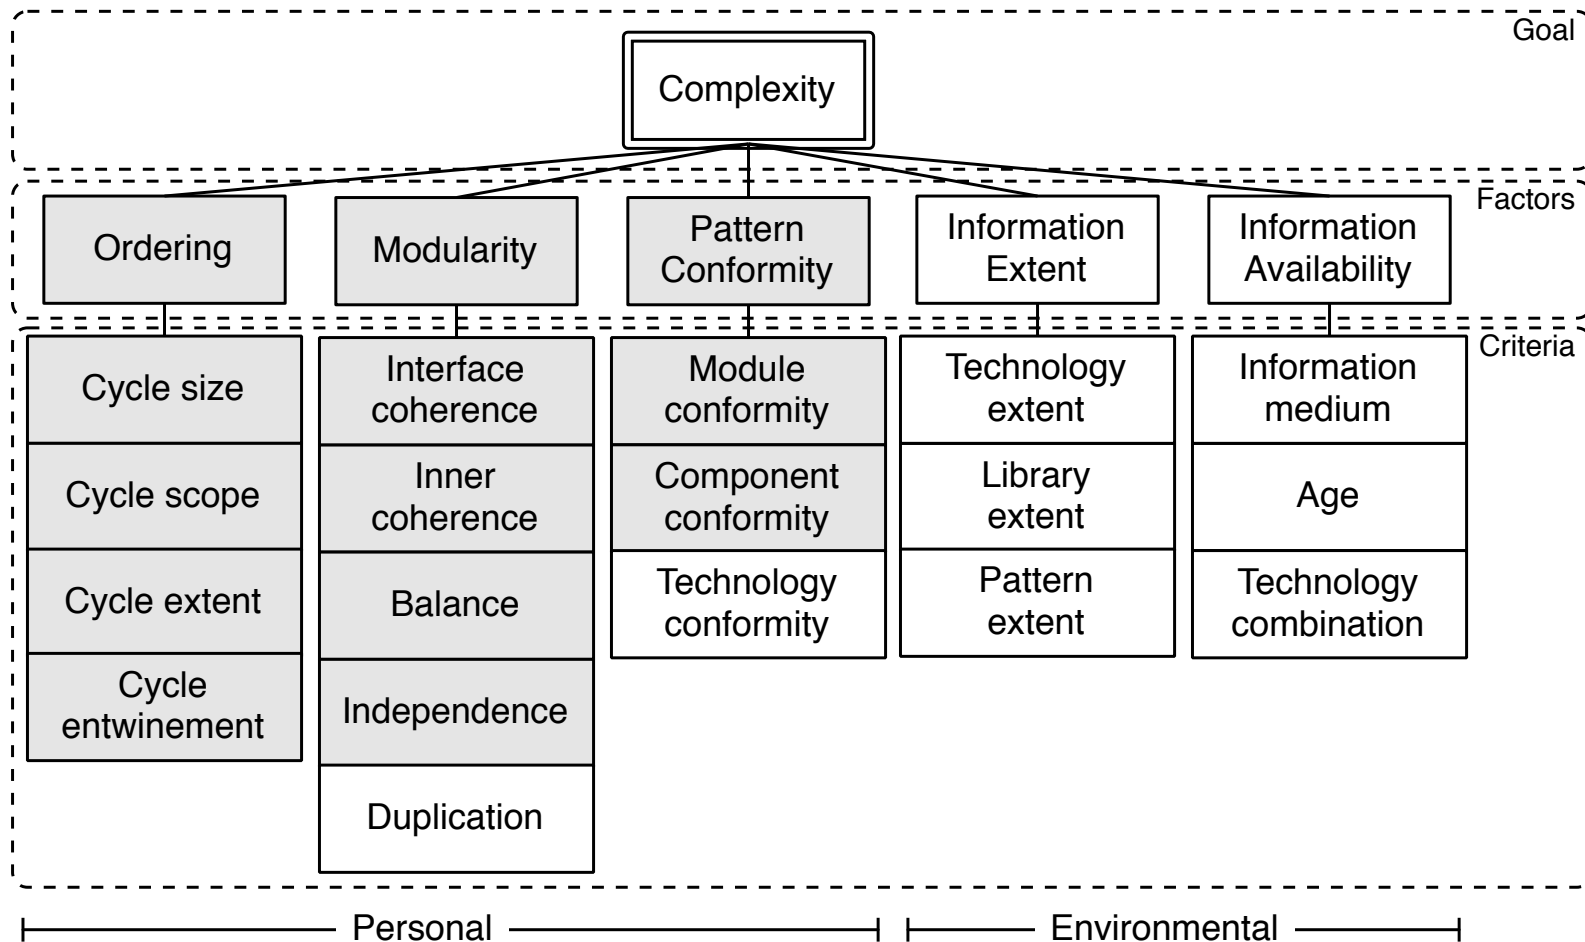 Goal
Complexity
Factors
Ordering
Modularity
Pattern
Conformity
Information
Extent
Information
Availability
Criteria
Cycle size
Cycle scope
Cycle extent
Cycle
entwinement
Interface
coherence
Inner
coherence
Balance
Independence
Duplication
Module
conformity
Component
conformity
Technology
conformity
Technology
extent
Library
extent
Pattern
extent
Information
medium
Age
Technology
combination
Personal
Environmental